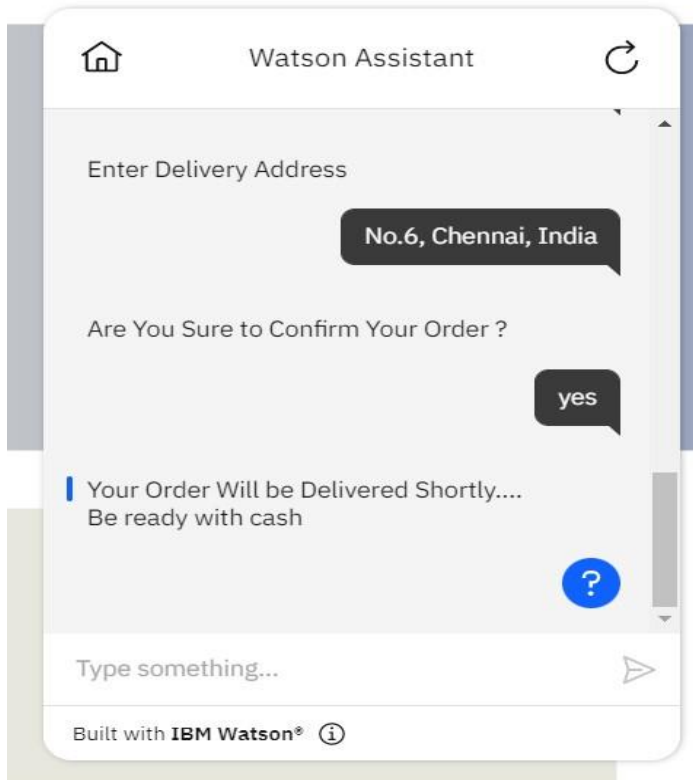 Watson Assistant
Enter Delivery Address
No.6, Chennai, India
Are You Sure to Confirm Your Order ?
yes
Your Order Will be Delivered Shortly....
Be ready with cash
?
Type something...
Built with IBM Watson®